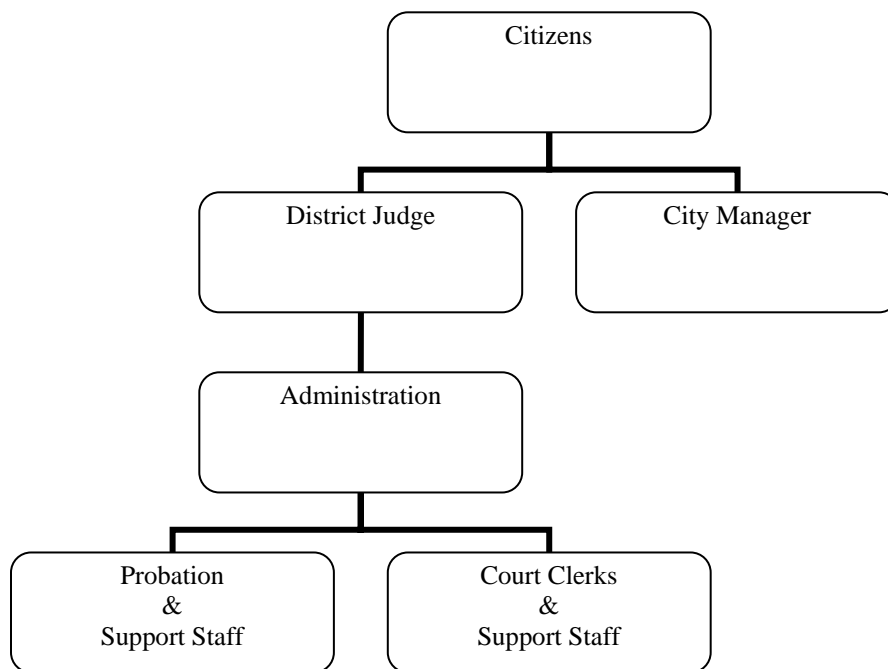 Citizens
District Judge
City Manager
Administration
Probation
&
Support Staff
Court Clerks
&
Support Staff